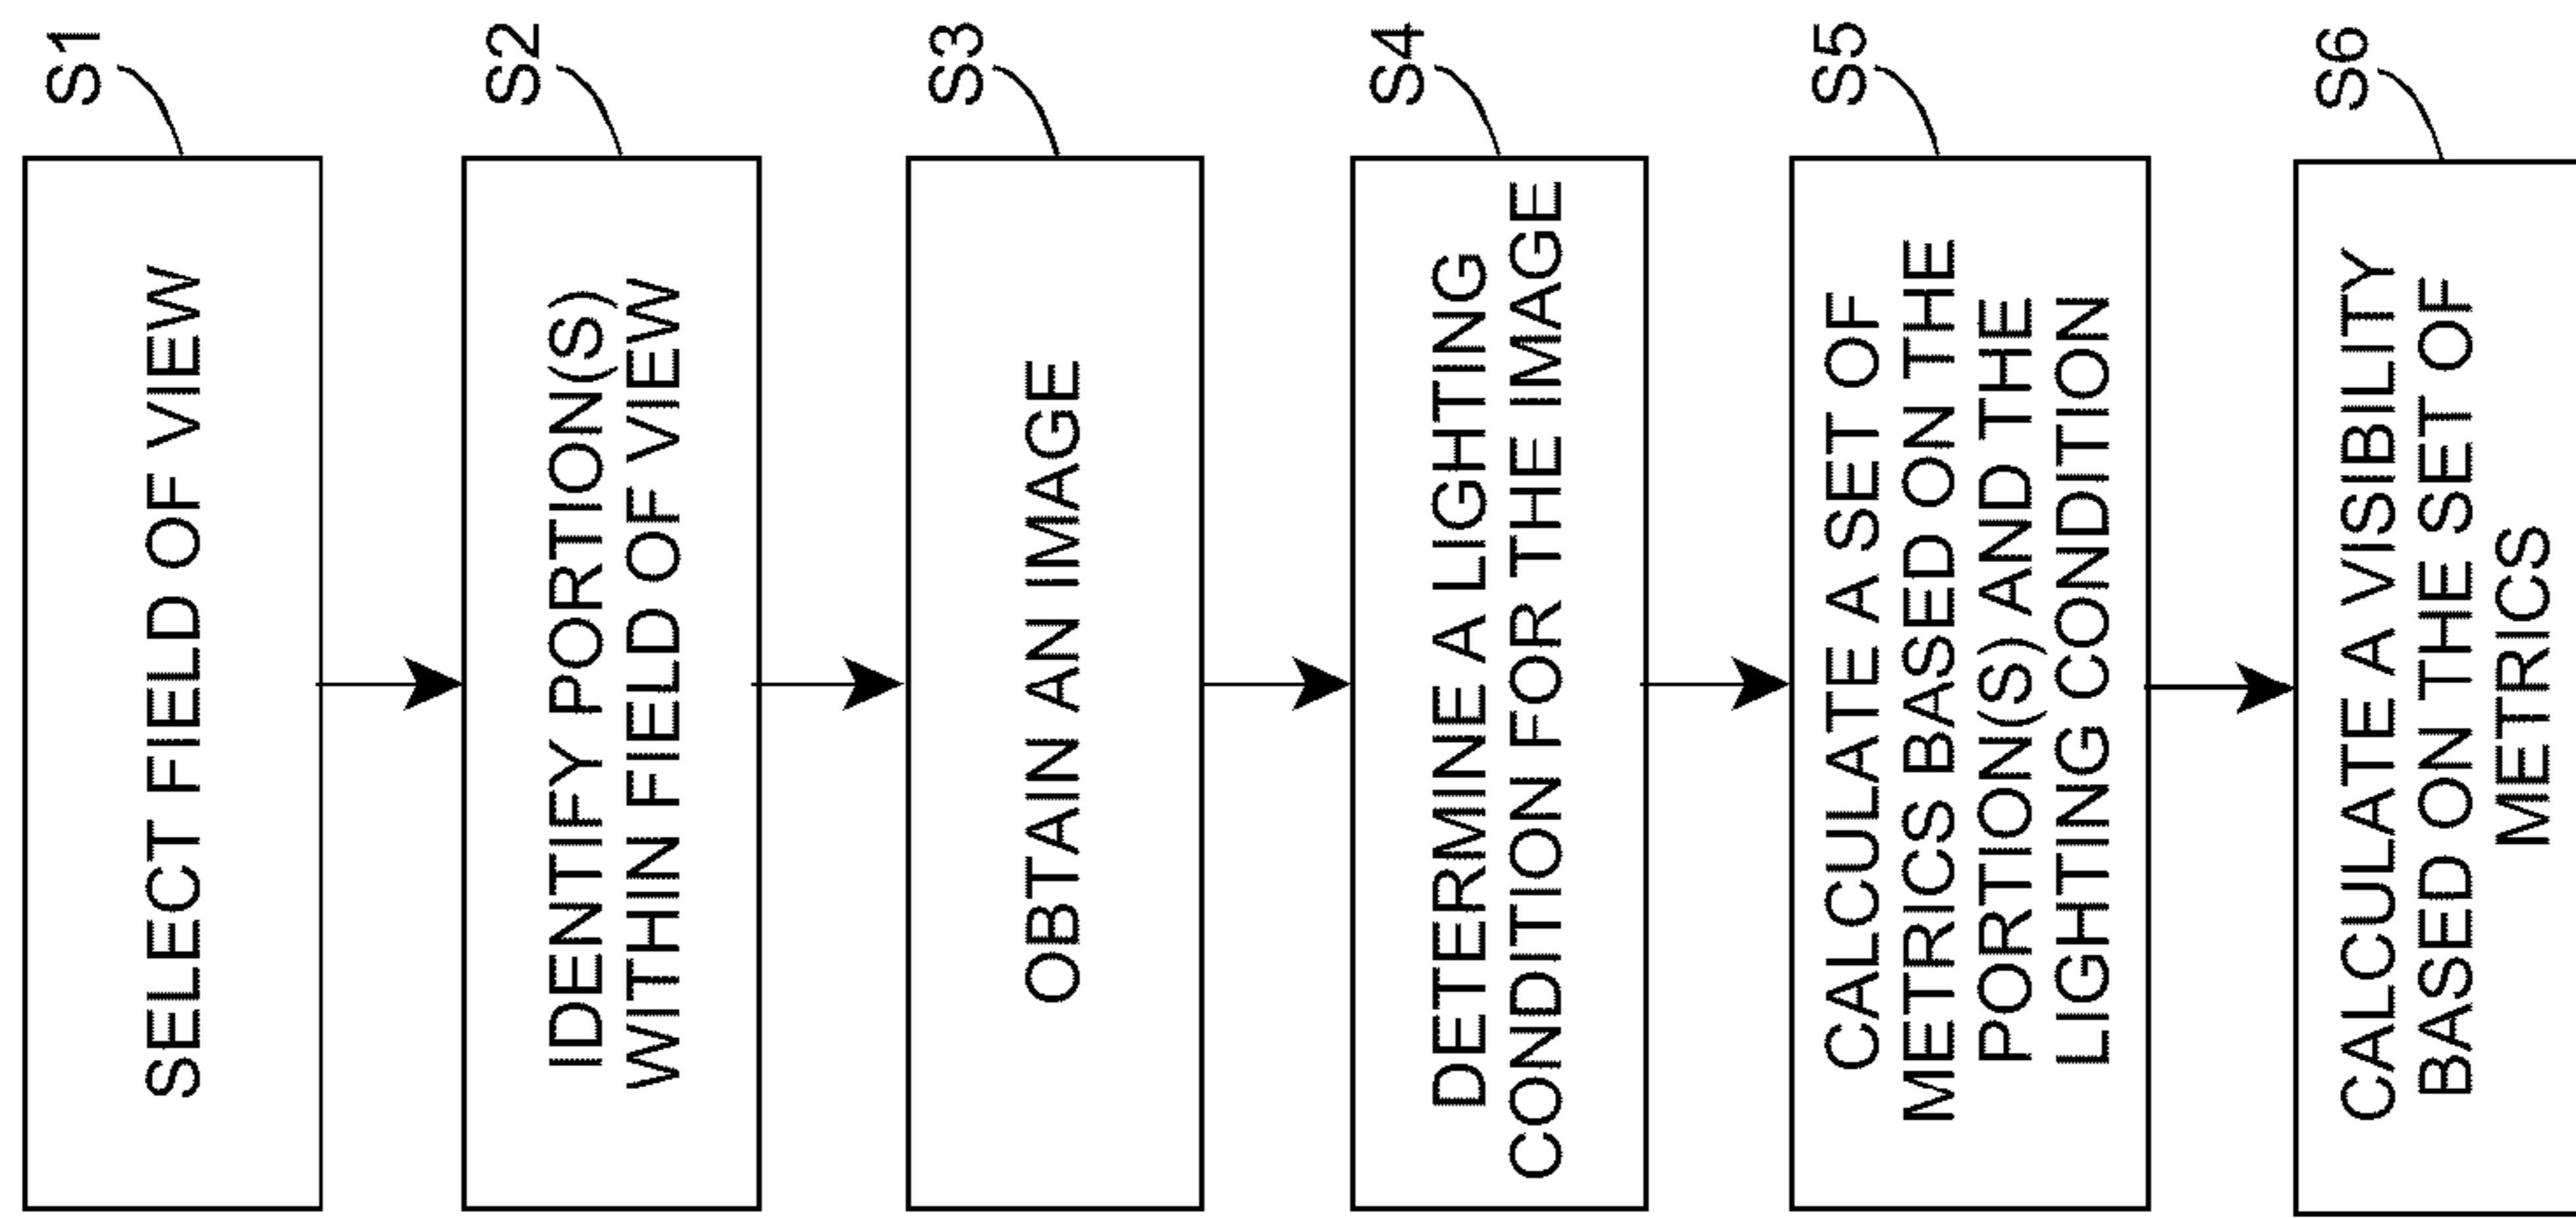 S1
SELECT FIELD OF VIEW
S2
IDENTIFY PORTION(S)
WITHIN FIELD OF VIEW
S3
OBTAIN AN IMAGE
S4
DETERMINE A LIGHTING
CONDITION FOR THE IMAGE
S5
CALCULATE A SET OF
METRICS BASED ON THE
PORTION(S) AND THE
LIGHTING CONDITION
S6
CALCULATE A VISIBILITY
BASED ON THE SET OF
METRICS